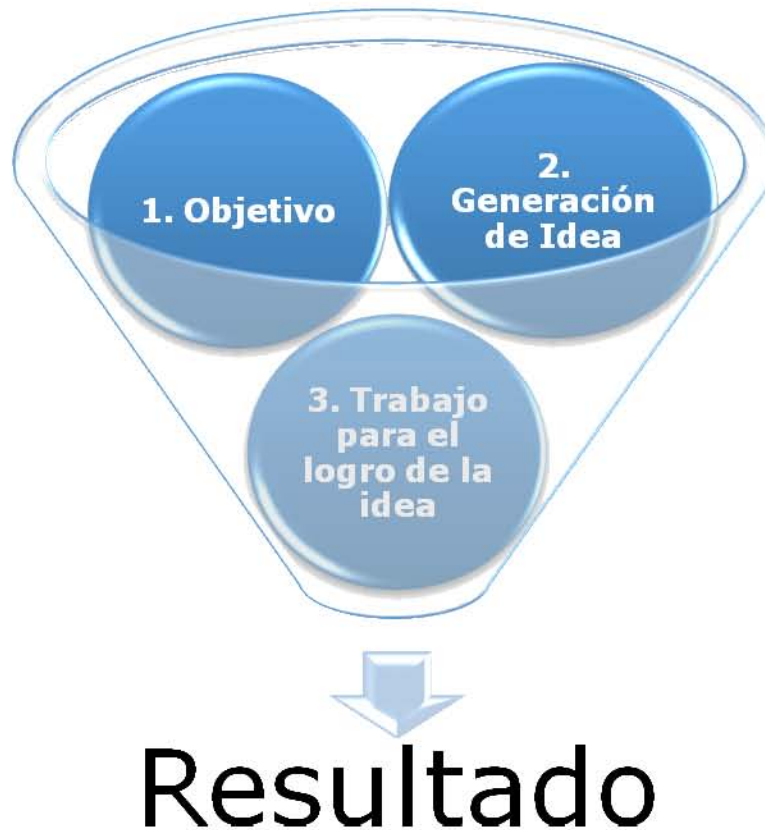 1. Objetivo
2.
Generación
de Idea
3. Trabajo
para el
logro de la
idea
Resultado